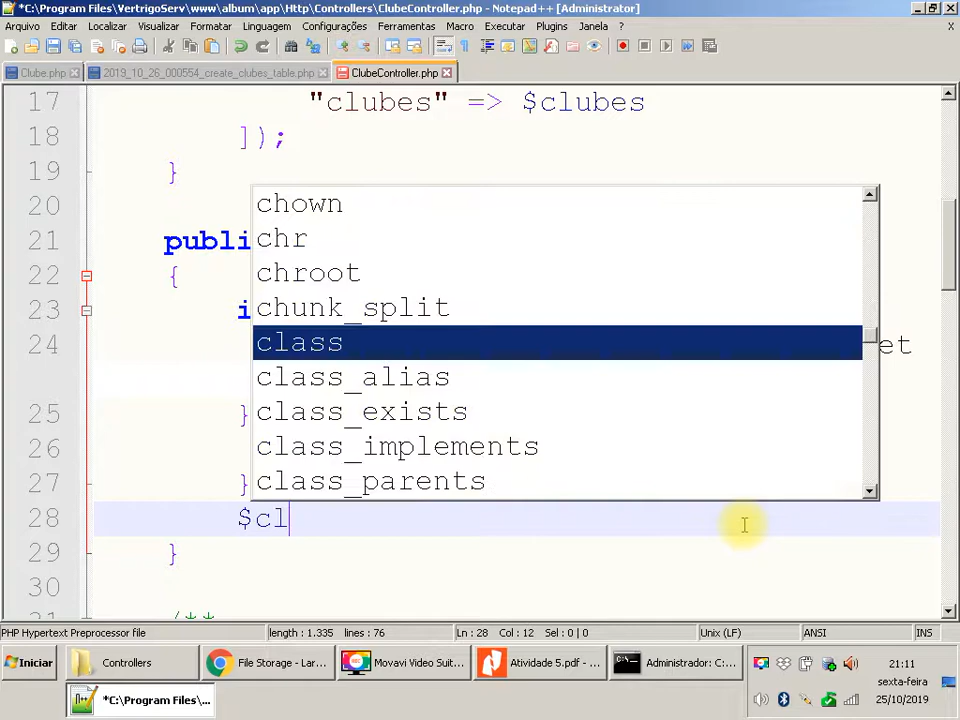 *C:\Program Files\VertrigoServ\www\album\app\Http\Controllers\ClubeController.php - Notepad++ [Administrator]
Arquivo Editar Localizar Visualizar Formatar Linguagem Configurações Ferramentas Macro Executar Plugins Janela ? X
Clube.php 2019_10_26_000554_create_clubes_table.php ClubeController.php
17 "clubes" => $clubes
18 ]);
19 }
20
21 publi
22 {
23 i
24 et
25 }
26
27 }
28 $cl
29 }
30
/**
chown
chr
chroot
chunk_split
class
class_alias
class_exists
class_implements
class_parents
PHP Hypertext Preprocessor file length : 1.335 lines : 76 Ln : 28 Col : 12 Sel : 0 | 0 Unix (LF) ANSI INS
Iniciar Controllers File Storage - Lar... Movavi Video Suit... Atividade 5.pdf - ... Administrador: C:...
*C:\Program Files\...
21:11
sexta-feira
25/10/2019